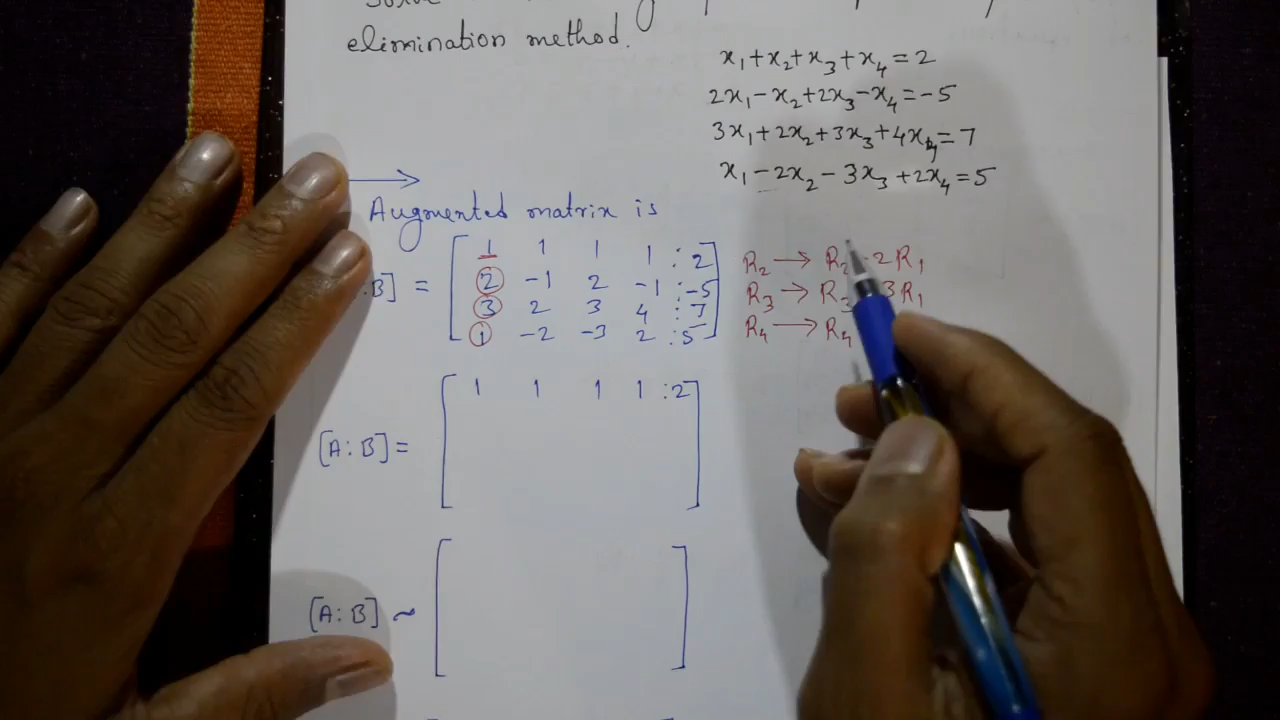 elimination method.
x₁+x₂+x₃+x₄=2
2x₁-x₂+2x₃-x₄=-5
3x₁+2x₂+3x₃+4x₄=7
x₁-2x₂-3x₃+2x₄=5
Augmented matrix is
:B] = [ 1 1 1 1 : 2 ]
2 -1 2 -1 : -5
3 2 3 4 : 7
1 -2 -3 2 : 5
R₂ → R₂ - 2R₁
R₃ → R₃ 3R₁
R₄ → R₄
[A:B] = [ 1 1 1 1 : 2 ]
[A:B] ~ [ ]